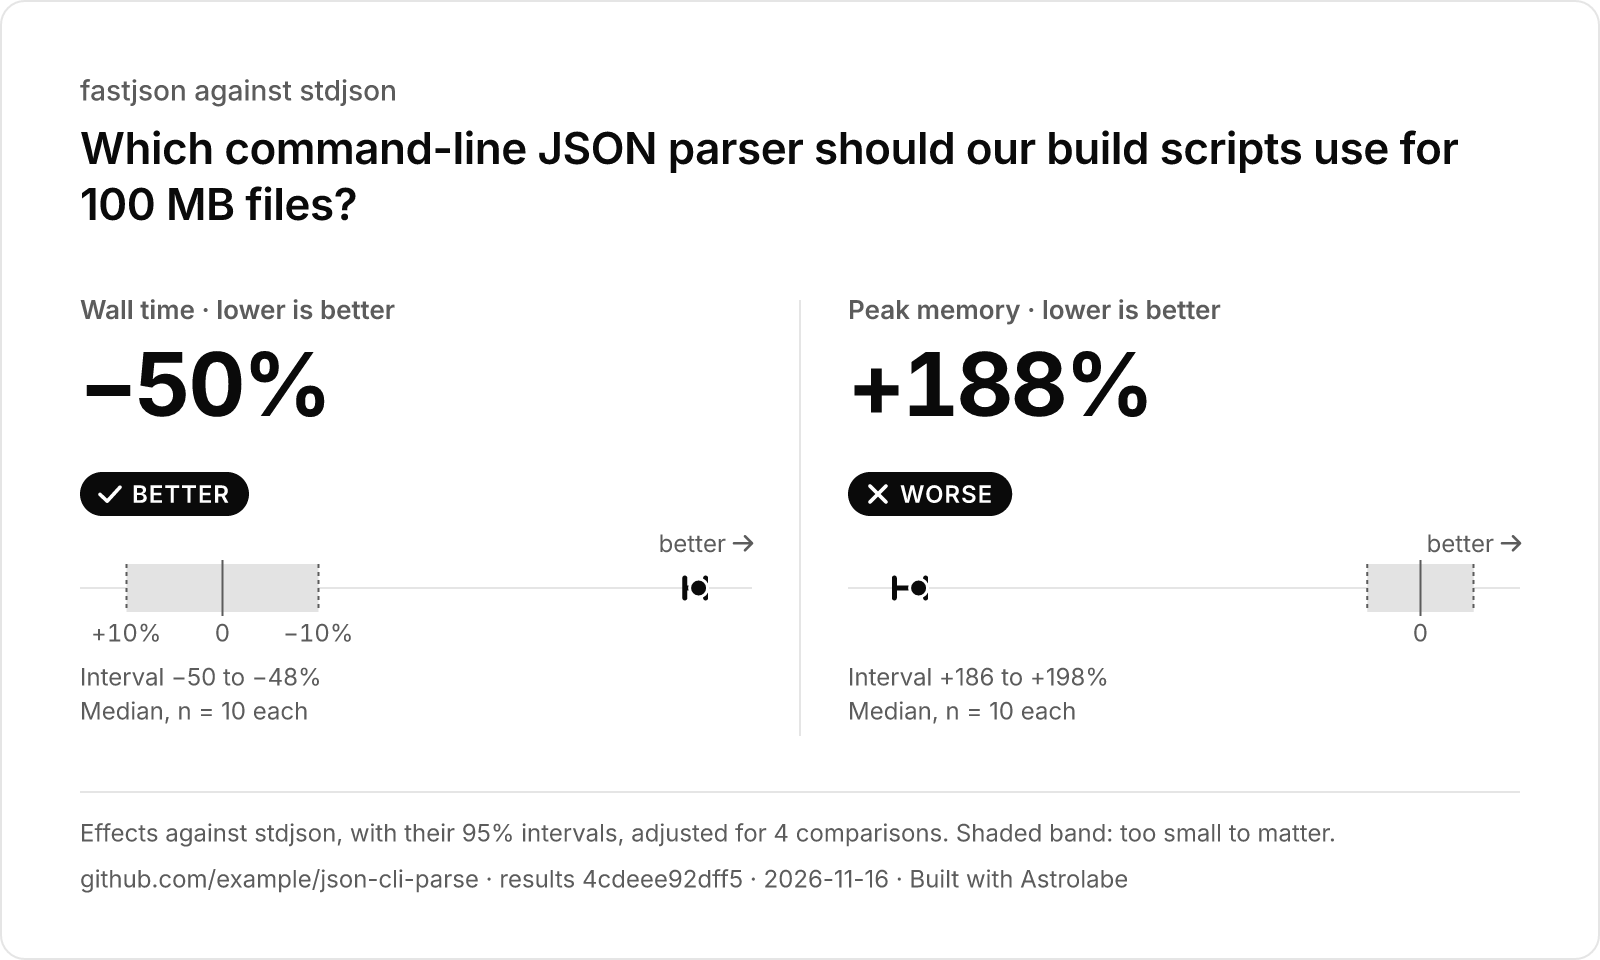 fastjson against stdjson
Which command-line JSON parser should our build scripts use for
100 MB files?
Wall time · lower is better
−50%
BETTER
better →
+10% 0 −10%
Interval −50 to −48%
Median, n = 10 each
Peak memory · lower is better
+188%
WORSE
better →
0
Interval +186 to +198%
Median, n = 10 each
Effects against stdjson, with their 95% intervals, adjusted for 4 comparisons. Shaded band: too small to matter.
github.com/example/json-cli-parse · results 4cdeee92dff5 · 2026-11-16 · Built with Astrolabe